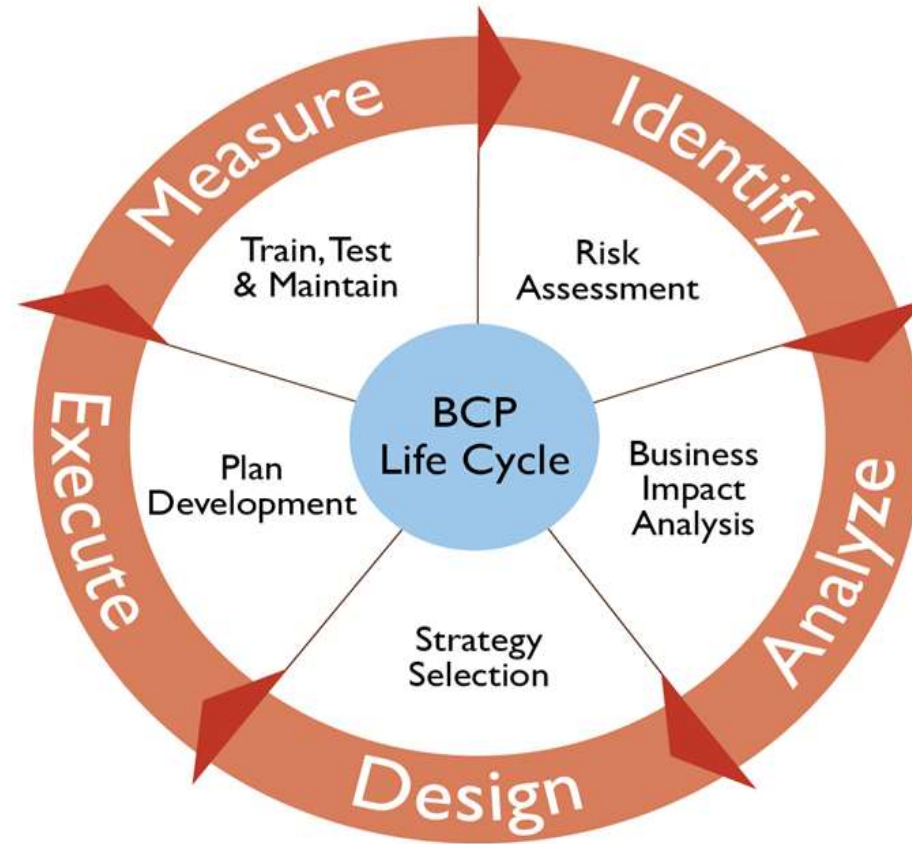 Measure
Identify
Train, Test
& Maintain
Risk
Assessment
BCP
Life Cycle
Execute
Plan
Development
Business
Impact
Analysis
Analyze
Strategy
Selection
Design